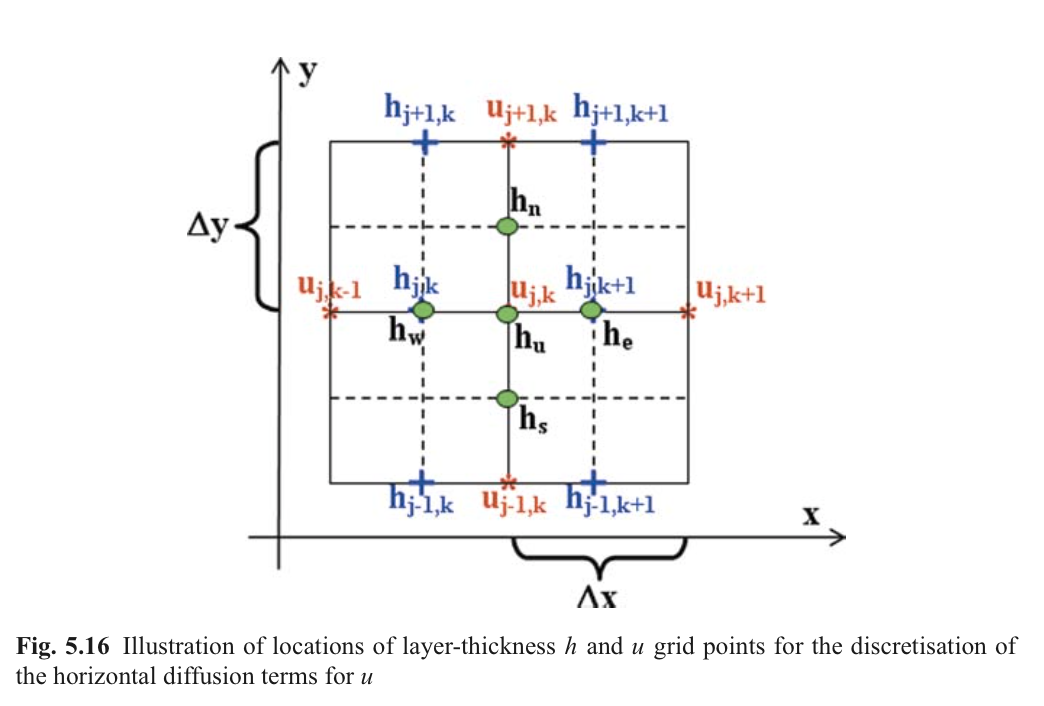 y
h_{j+1,k} u_{j+1,k} h_{j+1,k+1}
h_n
Δy
u_{j,k-1} h_{j,k} u_{j,k} h_{j,k+1} u_{j,k+1}
h_w h_u h_e
h_s
h_{j-1,k} u_{j-1,k} h_{j-1,k+1}
x
Δx
Fig. 5.16 Illustration of locations of layer-thickness h and u grid points for the discretisation of
the horizontal diffusion terms for u